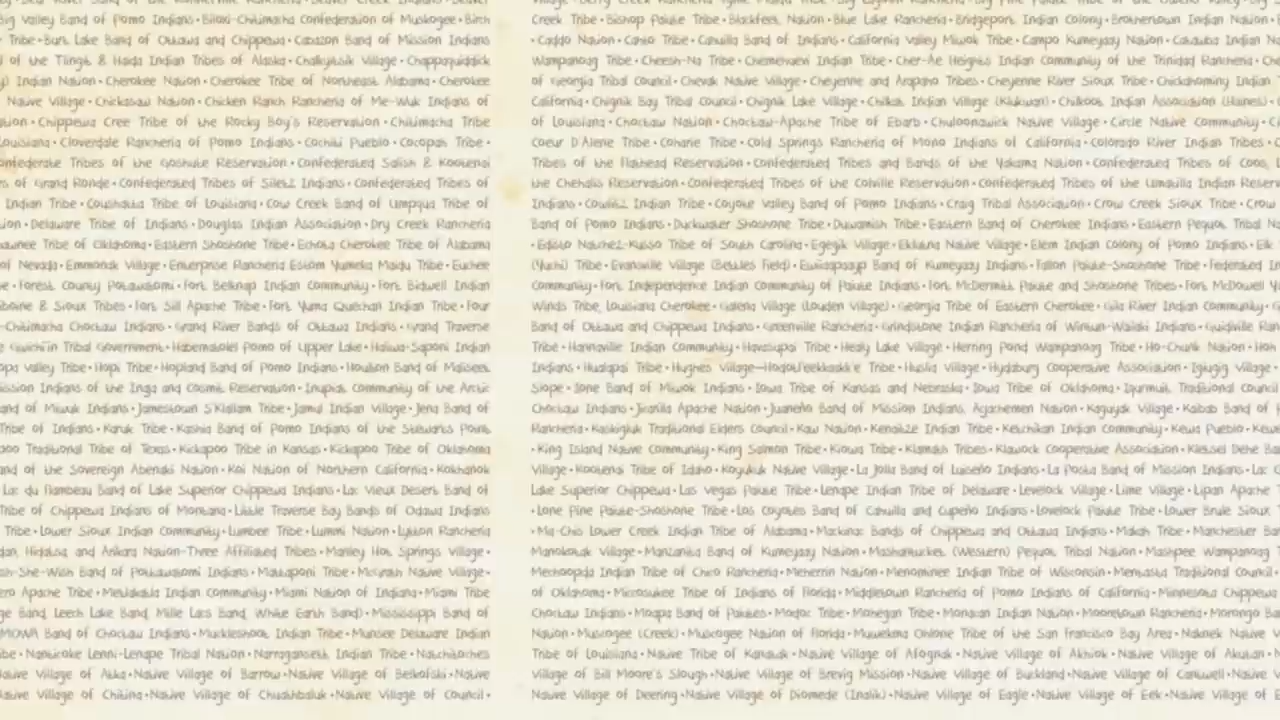 Big Valley Band of Pomo Indians • Biloxi-Chitimacha Confederation of Muskogee • Birch Creek Tribe • Bishop Paiute Tribe • Blackfeet Nation • Blue Lake Rancheria • Bridgeport Indian Colony • Brothertown Indian Nation •
Tribe • Burt Lake Band of Ottawa and Chippewa • Cabazon Band of Mission Indians • Caddo Nation • Cahto Tribe • Cahuilla Band of Indians • California Valley Miwok Tribe • Campo Kumeyaay Nation • Catawba Indian
of the Tlingit & Haida Indian Tribes of Alaska • Chalkyitsik Village • Chappaquiddick Wampanoag Tribe • Cheesh-Na Tribe • Chemehuevi Indian Tribe • Cher-Ae Heights Indian Community of the Trinidad Rancheria •
Indian Nation • Cherokee Nation • Cherokee Tribe of Northeast Alabama • Cherokee of Georgia Tribal Council • Chevak Native Village • Cheyenne and Arapaho Tribes • Cheyenne River Sioux Tribe • Chickahominy Indian
Native Village • Chickasaw Nation • Chicken Ranch Rancheria of Me-Wuk Indians of California • Chignik Bay Tribal Council • Chignik Lake Village • Chilkat Indian Village (Klukwan) • Chilkoot Indian Association (Haines) •
• Chippewa Cree Tribe of the Rocky Boy's Reservation • Chitimacha Tribe of Louisiana • Choctaw Nation • Choctaw-Apache Tribe of Ebarb • Chuloonawick Native Village • Circle Native Community •
Louisiana • Cloverdale Rancheria of Pomo Indians • Cochiti Pueblo • Cocopah Tribe • Coeur D'Alene Tribe • Coharie Tribe • Cold Springs Rancheria of Mono Indians of California • Colorado River Indian Tribes •
Confederate Tribes of the Goshute Reservation • Confederated Salish & Kootenai Tribes of the Flathead Reservation • Confederated Tribes and Bands of the Yakama Nation • Confederated Tribes of Coos,
of Grand Ronde • Confederated Tribes of Siletz Indians • Confederated Tribes of the Chehalis Reservation • Confederated Tribes of the Colville Reservation • Confederated Tribes of the Umatilla Indian
Indian Tribe • Coushatta Tribe of Louisiana • Cow Creek Band of Umpqua Tribe of Indians • Cowlitz Indian Tribe • Coyote Valley Band of Pomo Indians • Craig Tribal Association • Crow Creek Sioux Tribe • Crow
• Delaware Tribe of Indians • Douglas Indian Association • Dry Creek Rancheria Band of Pomo Indians • Duckwater Shoshone Tribe • Duwamish Tribe • Eastern Band of Cherokee Indians • Eastern Pequot Tribal
Tribe of Oklahoma • Eastern Shoshone Tribe • Echota Cherokee Tribe of Alabama • Edisto Natchez-Kusso Tribe of South Carolina • Egegik Village • Eklutna Native Village • Elem Indian Colony of Pomo Indians • Elk
of Nevada • Emmonak Village • Enterprise Rancheria Estom Yumeka Maidu Tribe • Euchee (Yuchi) Tribe • Evansville Village (Bettles Field) • Ewiiaapaayp Band of Kumeyaay Indians • Fallon Paiute-Shoshone Tribe • Federated
• Forest County Potawatomi • Fort Belknap Indian Community • Fort Bidwell Indian Community • Fort Independence Indian Community of Paiute Indians • Fort McDermitt Paiute and Shoshone Tribes • Fort McDowell
& Sioux Tribes • Fort Sill Apache Tribe • Fort Yuma Quechan Indian Tribe • Four Winds Tribe, Louisiana Cherokee • Galena Village (Louden Village) • Georgia Tribe of Eastern Cherokee • Gila River Indian Community •
-Chitimacha Choctaw Indians • Grand River Bands of Ottawa Indians • Grand Traverse Band of Ottawa and Chippewa Indians • Greenville Rancheria • Grindstone Indian Rancheria of Wintun-Wailaki Indians • Guidiville
Gwich'in Tribal Government • Habematolel Pomo of Upper Lake • Haliwa-Saponi Indian Tribe • Hannahville Indian Community • Havasupai Tribe • Healy Lake Village • Herring Pond Wampanoag Tribe • Ho-Chunk Nation • Hoh
Valley Tribe • Hopi Tribe • Hopland Band of Pomo Indians • Houlton Band of Maliseet Indians • Hualapai Tribe • Hughes Village • Huslia Village • Hydaburg Cooperative Association • Igiugig Village •
Indians of the Inaja and Cosmit Reservation • Inupiat Community of the Arctic Slope • Ione Band of Miwok Indians • Iowa Tribe of Kansas and Nebraska • Iowa Tribe of Oklahoma • Iqurmuit Traditional Council
of Miwuk Indians • Jamestown S'Klallam Tribe • Jamul Indian Village • Jena Band of Choctaw Indians • Jicarilla Apache Nation • Juaneño Band of Mission Indians, Acjachemen Nation • Kaguyak Village • Kaibab Band of
Tribe of Indians • Karuk Tribe • Kashia Band of Pomo Indians of the Stewarts Point Rancheria • Kasigluk Traditional Elders Council • Kaw Nation • Kenaitze Indian Tribe • Ketchikan Indian Community • Kewa Pueblo •
Traditional Tribe of Texas • Kickapoo Tribe in Kansas • Kickapoo Tribe of Oklahoma • King Island Native Community • King Salmon Tribe • Kiowa Tribe • Klamath Tribes • Klawock Cooperative Association • Kletsel Dehe
of the Sovereign Abenaki Nation • Koi Nation of Northern California • Kokhanok Village • Kootenai Tribe of Idaho • Koyukuk Native Village • La Jolla Band of Luiseño Indians • La Posta Band of Mission Indians •
Lac du Flambeau Band of Lake Superior Chippewa Indians • Lac Vieux Desert Band of Lake Superior Chippewa • Las Vegas Paiute Tribe • Lenape Indian Tribe of Delaware • Levelock Village • Lime Village • Lipan Apache
Tribe of Chippewa Indians of Montana • Little Traverse Bay Bands of Odawa Indians • Lone Pine Paiute-Shoshone Tribe • Los Coyotes Band of Cahuilla and Cupeño Indians • Lovelock Paiute Tribe • Lower Brule Sioux
Tribe • Lower Sioux Indian Community • Lumbee Tribe • Lummi Nation • Lytton Rancheria • Ma-Chis Lower Creek Indian Tribe of Alabama • Mackinac Bands of Chippewa and Ottawa Indians • Makah Tribe • Manchester
Hidatsa and Arikara Nation-Three Affiliated Tribes • Manley Hot Springs Village • Manokotak Village • Manzanita Band of Kumeyaay Nation • Mashantucket (Western) Pequot Tribal Nation • Mashpee Wampanoag
Band of Pottawatomi Indians • Mattaponi Tribe • McGrath Native Village • Mechoopda Indian Tribe of Chico Rancheria • Meherrin Nation • Menominee Indian Tribe of Wisconsin • Mentasta Traditional Council •
Apache Tribe • Metlakatla Indian Community • Miami Nation of Indiana • Miami Tribe of Oklahoma • Miccosukee Tribe of Indians of Florida • Middletown Rancheria of Pomo Indians of California • Minnesota Chippewa
Band, Leech Lake Band, Mille Lacs Band, White Earth Band) • Mississippi Band of Choctaw Indians • Moapa Band of Paiutes • Modoc Tribe • Mohegan Tribe • Monacan Indian Nation • Mooretown Rancheria • Morongo
MOWA Band of Choctaw Indians • Muckleshoot Indian Tribe • Munsee Delaware Indian Nation • Muscogee (Creek) • Muscogee Nation of Florida • Muwekma Ohlone Tribe of the San Francisco Bay Area • Naknek Native
• Nanticoke Lenni-Lenape Tribal Nation • Narragansett Indian Tribe • Natchitoches Tribe of Louisiana • Native Tribe of Kanatak • Native Village of Afognak • Native Village of Akhiok • Native Village of Akutan •
Village of Atka • Native Village of Barrow • Native Village of Belkofski • Native Village of Bill Moore's Slough • Native Village of Brevig Mission • Native Village of Buckland • Native Village of Cantwell • Native
Village of Chitina • Native Village of Chuathbaluk • Native Village of Council • Native Village of Deering • Native Village of Diomede (Inalik) • Native Village of Eagle • Native Village of Eek • Native Village of